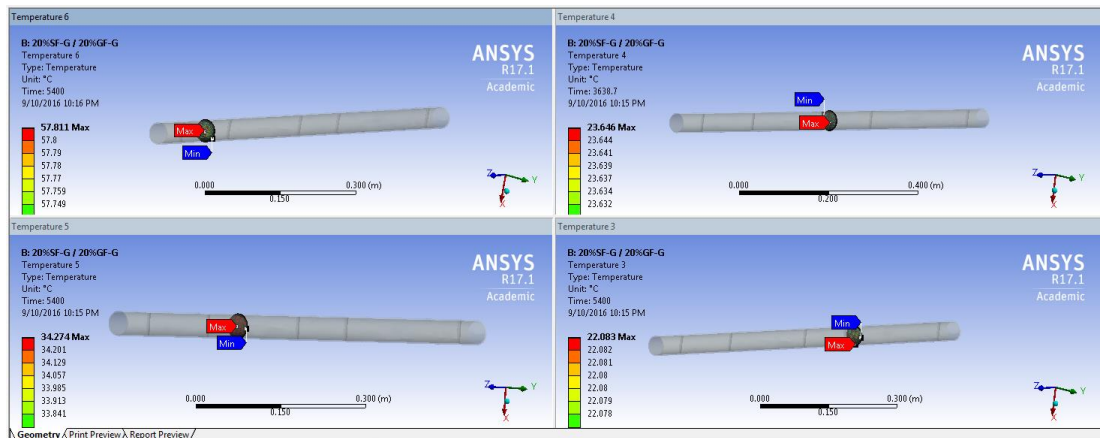 Temperature 6
B: 20%SF-G / 20%GF-G
Temperature 6
Type: Temperature
Unit: °C
Time: 5400
9/10/2016 10:16 PM
57.811 Max
57.8
57.79
57.78
57.77
57.759
57.749
ANSYS
R17.1
Academic
Max
Min
0.000
0.300 (m)
0.150
Z
Y
X
Temperature 4
B: 20%SF-G / 20%GF-G
Temperature 4
Type: Temperature
Unit: °C
Time: 3638.7
9/10/2016 10:15 PM
23.646 Max
23.644
23.641
23.639
23.637
23.634
23.632
ANSYS
R17.1
Academic
Min
Max
0.000
0.400 (m)
0.200
Z
Y
X
Temperature 5
B: 20%SF-G / 20%GF-G
Temperature 5
Type: Temperature
Unit: °C
Time: 5400
9/10/2016 10:15 PM
34.274 Max
34.201
34.129
34.057
33.985
33.913
33.841
ANSYS
R17.1
Academic
Max
Min
0.000
0.300 (m)
0.150
Z
Y
X
Temperature 3
B: 20%SF-G / 20%GF-G
Temperature 3
Type: Temperature
Unit: °C
Time: 5400
9/10/2016 10:15 PM
22.083 Max
22.082
22.081
22.08
22.08
22.079
22.078
ANSYS
R17.1
Academic
Min
Max
0.000
0.300 (m)
0.150
Z
Y
X
Geometry Print Preview Report Preview